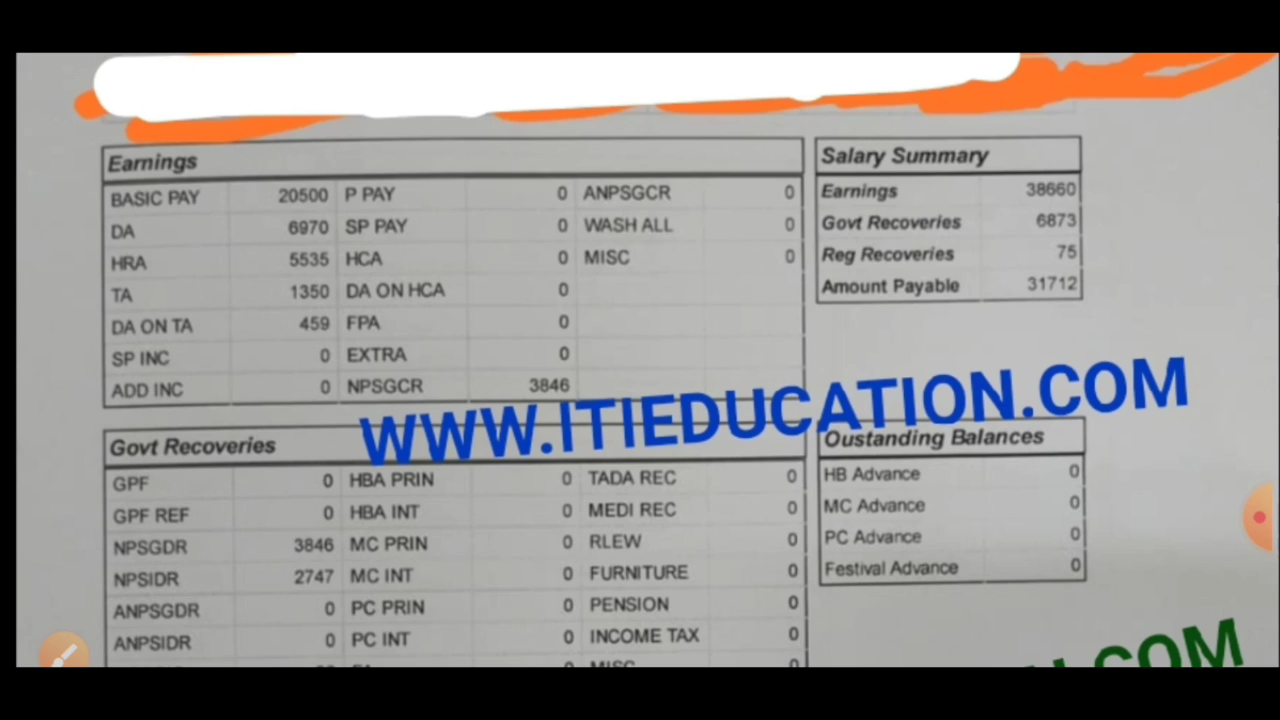 Earnings
BASIC PAY 20500 P PAY 0 ANPSGCR 0
DA 6970 SP PAY 0 WASH ALL 0
HRA 5535 HCA 0 MISC 0
TA 1350 DA ON HCA 0
DA ON TA 459 FPA 0
SP INC 0 EXTRA 0
ADD INC 0 NPSGCR 3846
Salary Summary
Earnings 38660
Govt Recoveries 6873
Reg Recoveries 75
Amount Payable 31712
WWW.ITIEDUCATION.COM
Govt Recoveries
GPF 0 HBA PRIN 0 TADA REC 0
GPF REF 0 HBA INT 0 MEDI REC 0
NPSGDR 3846 MC PRIN 0 RLEW 0
NPSIDR 2747 MC INT 0 FURNITURE 0
ANPSGDR 0 PC PRIN 0 PENSION 0
ANPSIDR 0 PC INT 0 INCOME TAX 0
MISC 0
Oustanding Balances
HB Advance 0
MC Advance 0
PC Advance 0
Festival Advance 0
.COM